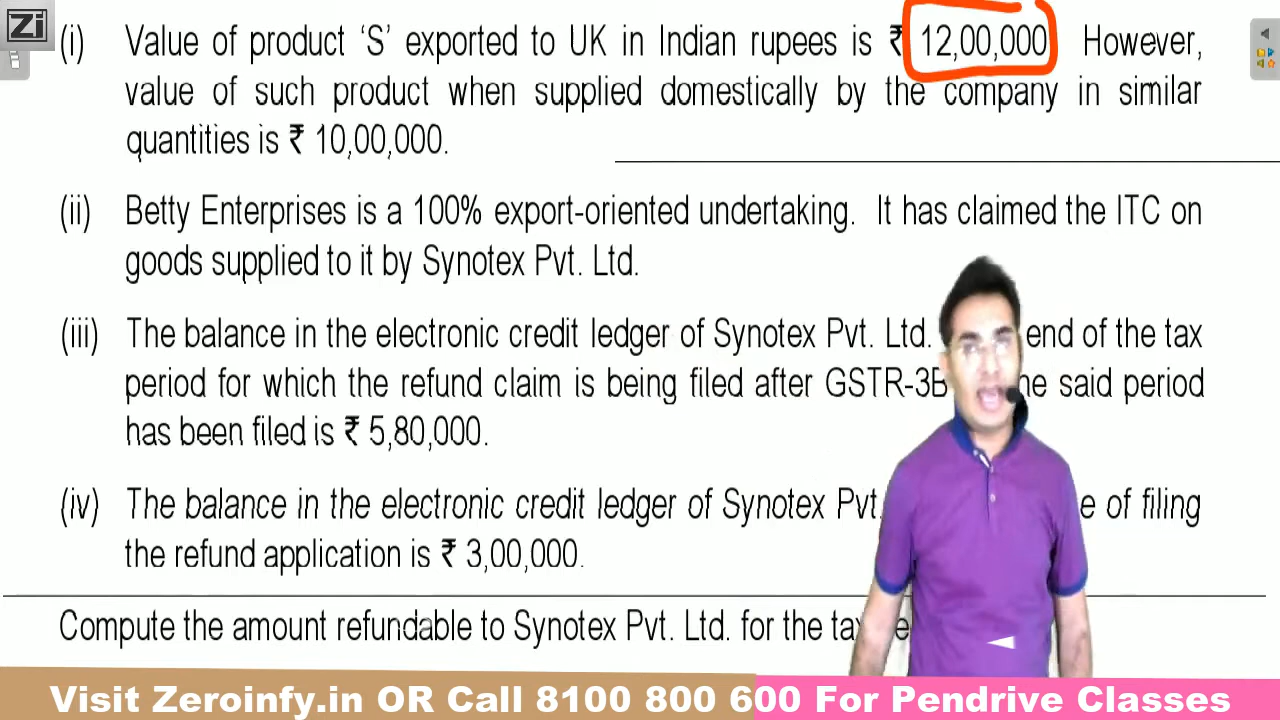 Zi
(i) Value of product ‘S’ exported to UK in Indian rupees is ₹ 12,00,000 However,
value of such product when supplied domestically by the company in similar
quantities is ₹ 10,00,000.
(ii) Betty Enterprises is a 100% export-oriented undertaking. It has claimed the ITC on
goods supplied to it by Synotex Pvt. Ltd.
(iii) The balance in the electronic credit ledger of Synotex Pvt. Ltd. end of the tax
period for which the refund claim is being filed after GSTR-3B said period
has been filed is ₹ 5,80,000.
(iv) The balance in the electronic credit ledger of Synotex Pvt. of filing
the refund application is ₹ 3,00,000.
Compute the amount refundable to Synotex Pvt. Ltd. for the tax
Visit Zeroinfy.in OR Call 8100 800 600 For Pendrive Classes